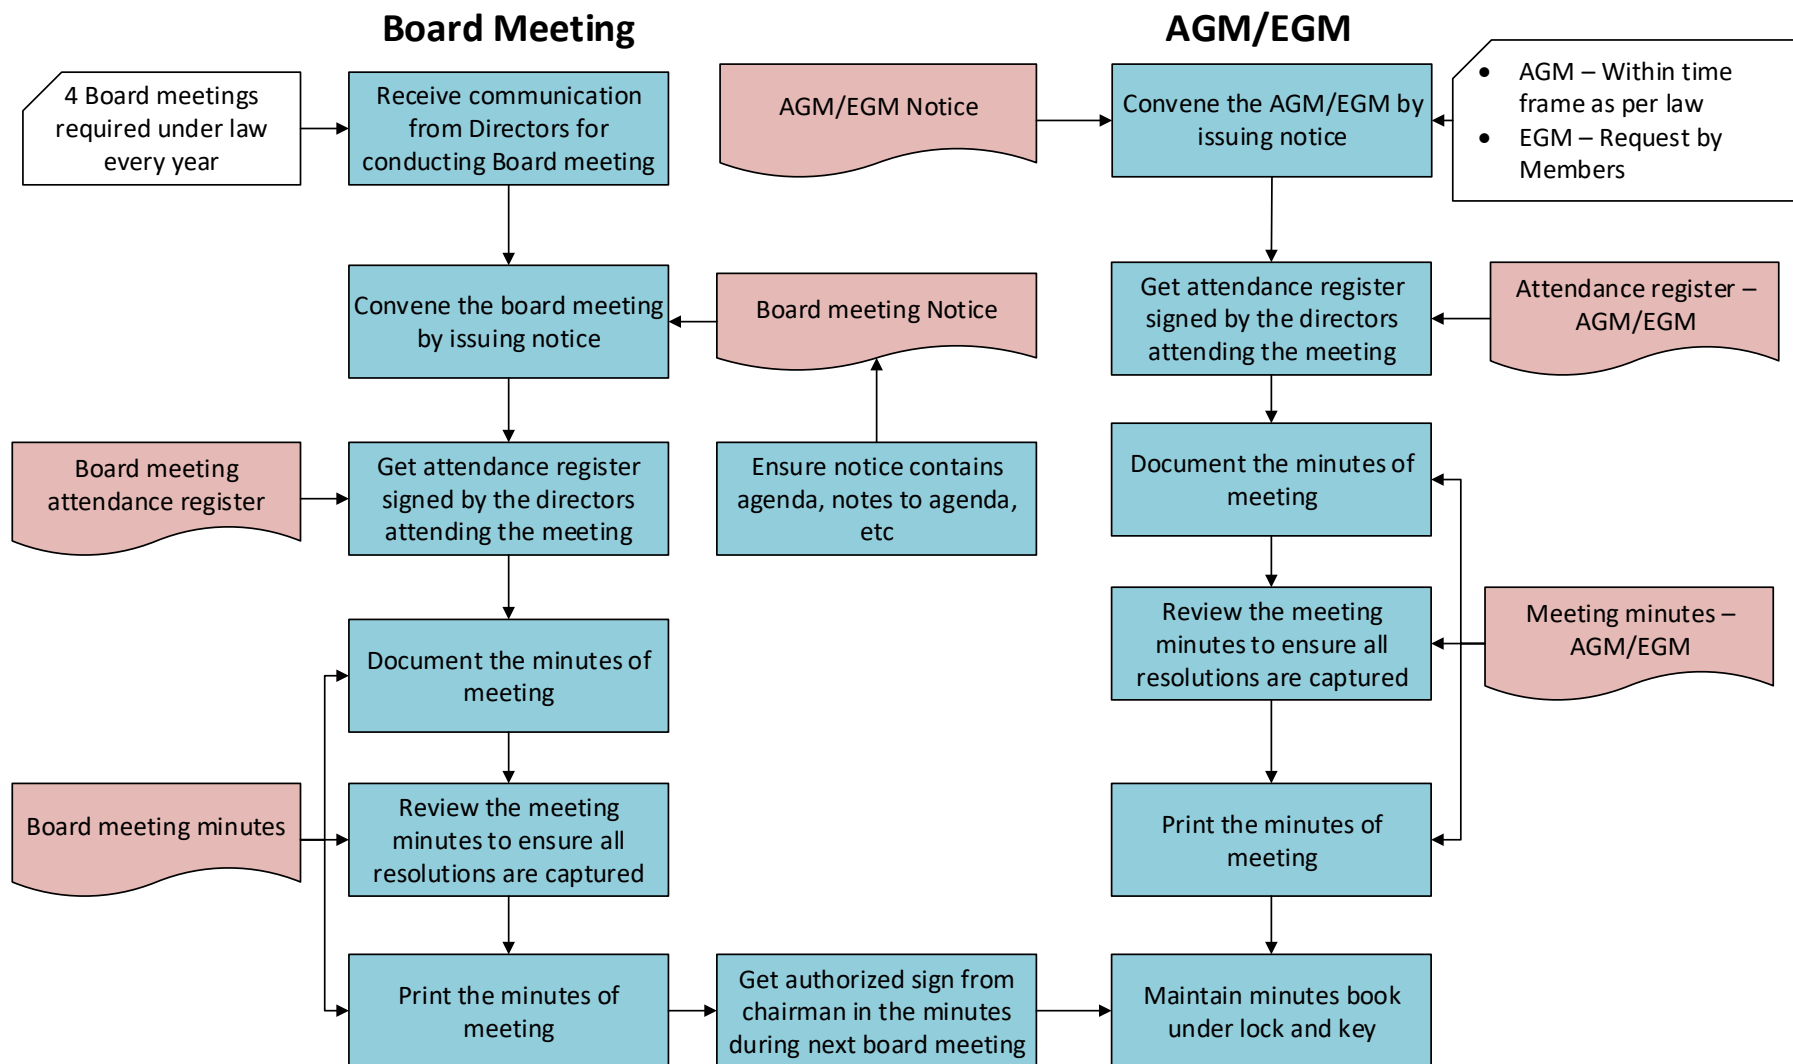 Board Meeting
4 Board meetings
required under law
every year
Receive communication
from Directors for
conducting Board meeting
Convene the board meeting
by issuing notice
Board meeting Notice
Board meeting
attendance register
Get attendance register
signed by the directors
attending the meeting
Ensure notice contains
agenda, notes to agenda,
etc
Document the minutes of
meeting
Board meeting minutes
Review the meeting
minutes to ensure all
resolutions are captured
Print the minutes of
meeting
Get authorized sign from
chairman in the minutes
during next board meeting
AGM/EGM
AGM/EGM Notice
Convene the AGM/EGM by
issuing notice
• AGM – Within time
frame as per law
• EGM – Request by
Members
Get attendance register
signed by the directors
attending the meeting
Attendance register –
AGM/EGM
Document the minutes of
meeting
Review the meeting
minutes to ensure all
resolutions are captured
Meeting minutes –
AGM/EGM
Print the minutes of
meeting
Maintain minutes book
under lock and key